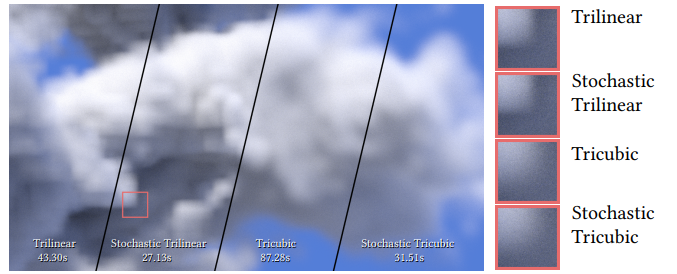 Trilinear
43.30s
Stochastic Trilinear
27.13s
Tricubic
87.28s
Stochastic Tricubic
31.51s
Trilinear
Stochastic
Trilinear
Tricubic
Stochastic
Tricubic